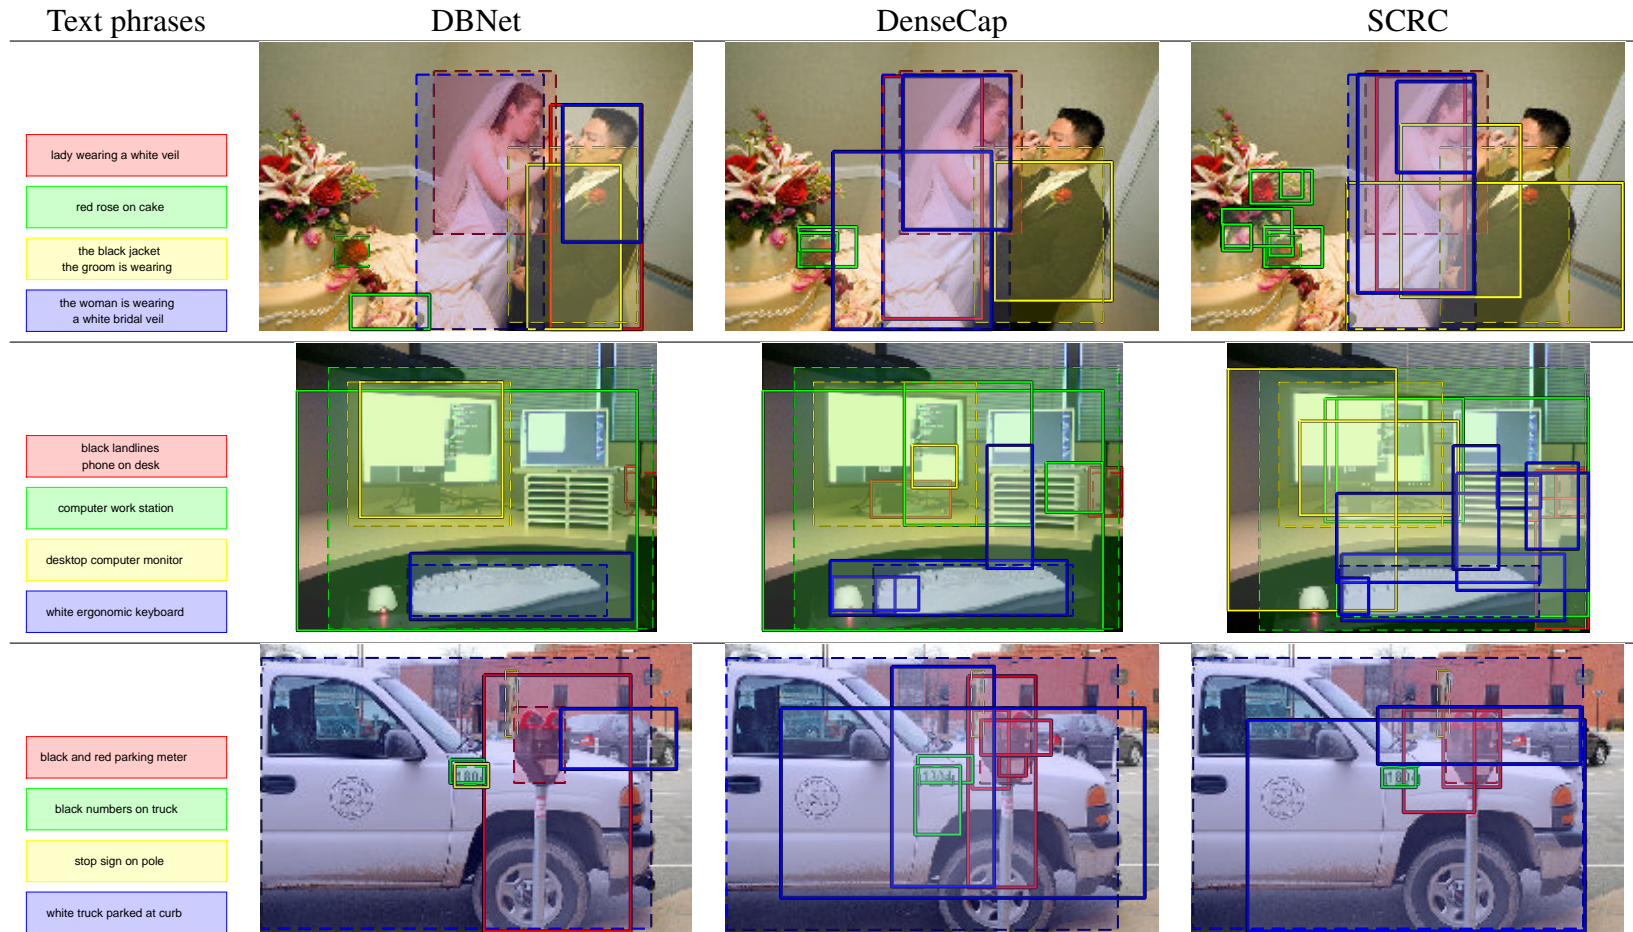 Text phrases DBNet DenseCap SCRC
lady wearing a white veil
red rose on cake
the black jacket
the groom is wearing
the woman is wearing
a white bridal veil
black landlines
phone on desk
computer work station
desktop computer monitor
white ergonomic keyboard
black and red parking meter
black numbers on truck
stop sign on pole
white truck parked at curb